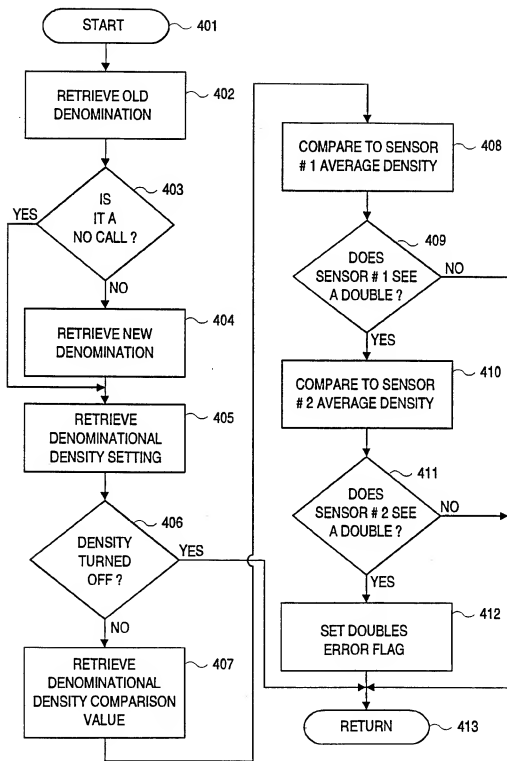 START
401
RETRIEVE OLD
DENOMINATION
402
403
IS
IT A
NO CALL ?
YES
NO
404
RETRIEVE NEW
DENOMINATION
405
RETRIEVE
DENOMINATIONAL
DENSITY SETTING
406
DENSITY
TURNED
OFF ?
YES
NO
407
RETRIEVE
DENOMINATIONAL
DENSITY COMPARISON
VALUE
408
COMPARE TO SENSOR
# 1 AVERAGE DENSITY
409
DOES
SENSOR # 1 SEE
A DOUBLE ?
NO
YES
410
COMPARE TO SENSOR
# 2 AVERAGE DENSITY
411
DOES
SENSOR # 2 SEE
A DOUBLE ?
NO
YES
412
SET DOUBLES
ERROR FLAG
RETURN
413